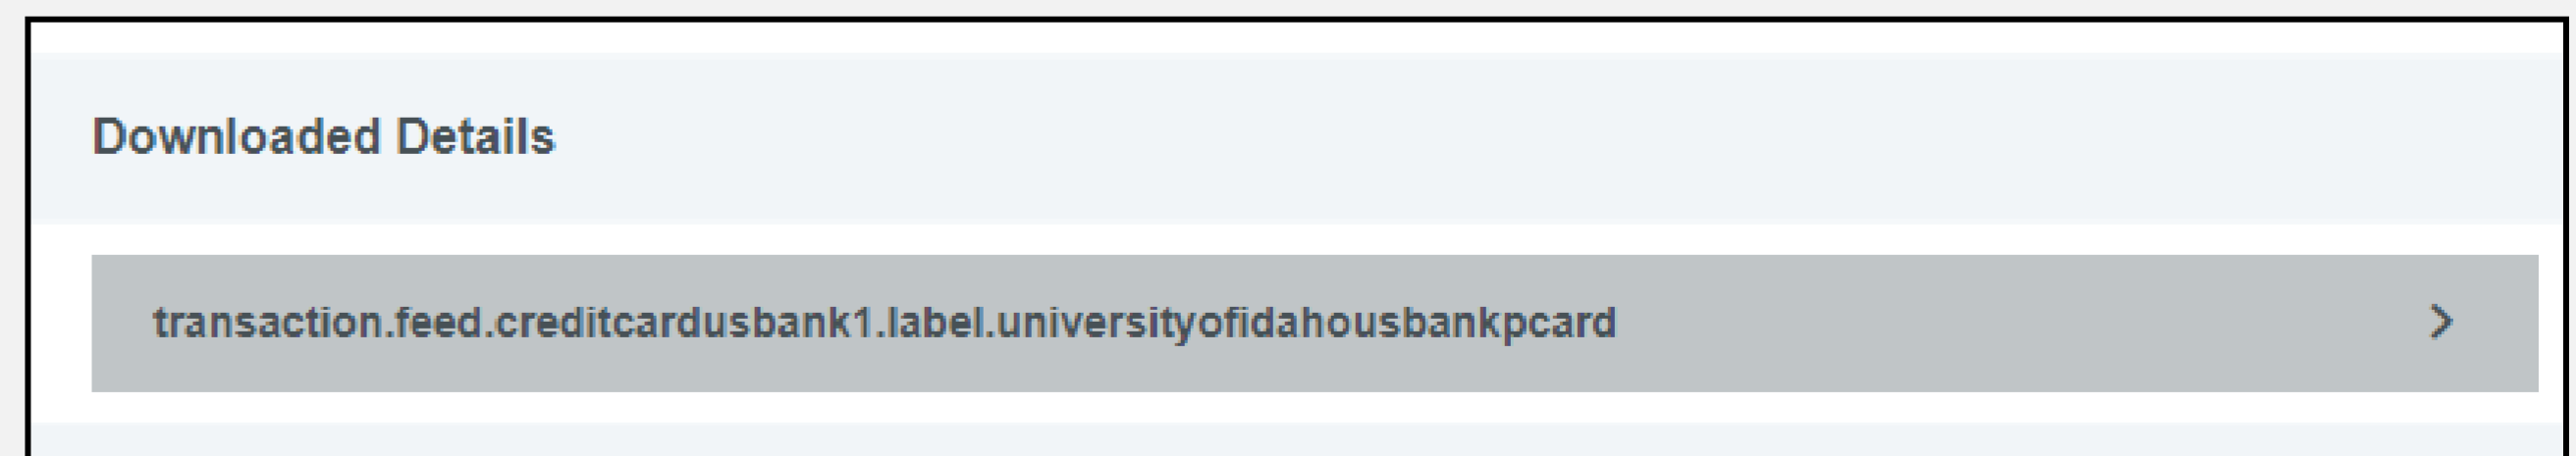 Downloaded Details
transaction.feed.creditcardusbank1.label.universityofidahousbankpcard